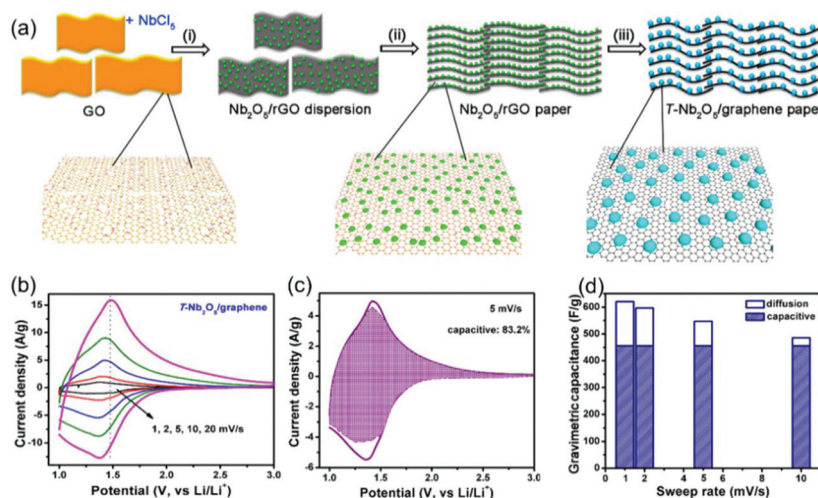 (a)
+ NbCl₅
(i)
(ii)
(iii)
GO
Nb₂O₅/rGO dispersion
Nb₂O₅/rGO paper
T-Nb₂O₅/graphene paper
(b)
T-Nb₂O₅/graphene
1, 2, 5, 10, 20 mV/s
Current density (A/g)
15
10
5
0
-5
-10
1.0 1.5 2.0 2.5 3.0
Potential (V, vs Li/Li⁺)
(c)
5 mV/s
capacitive: 83.2%
Current density (A/g)
6
4
2
0
-2
-4
-6
1.0 1.5 2.0 2.5 3.0
Potential (V, vs Li/Li⁺)
(d)
diffusion
capacitive
Gravimetric capacitance (F/g)
600
500
400
300
200
100
0
0 1 2 4 6 8 10
Sweep rate (mV/s)